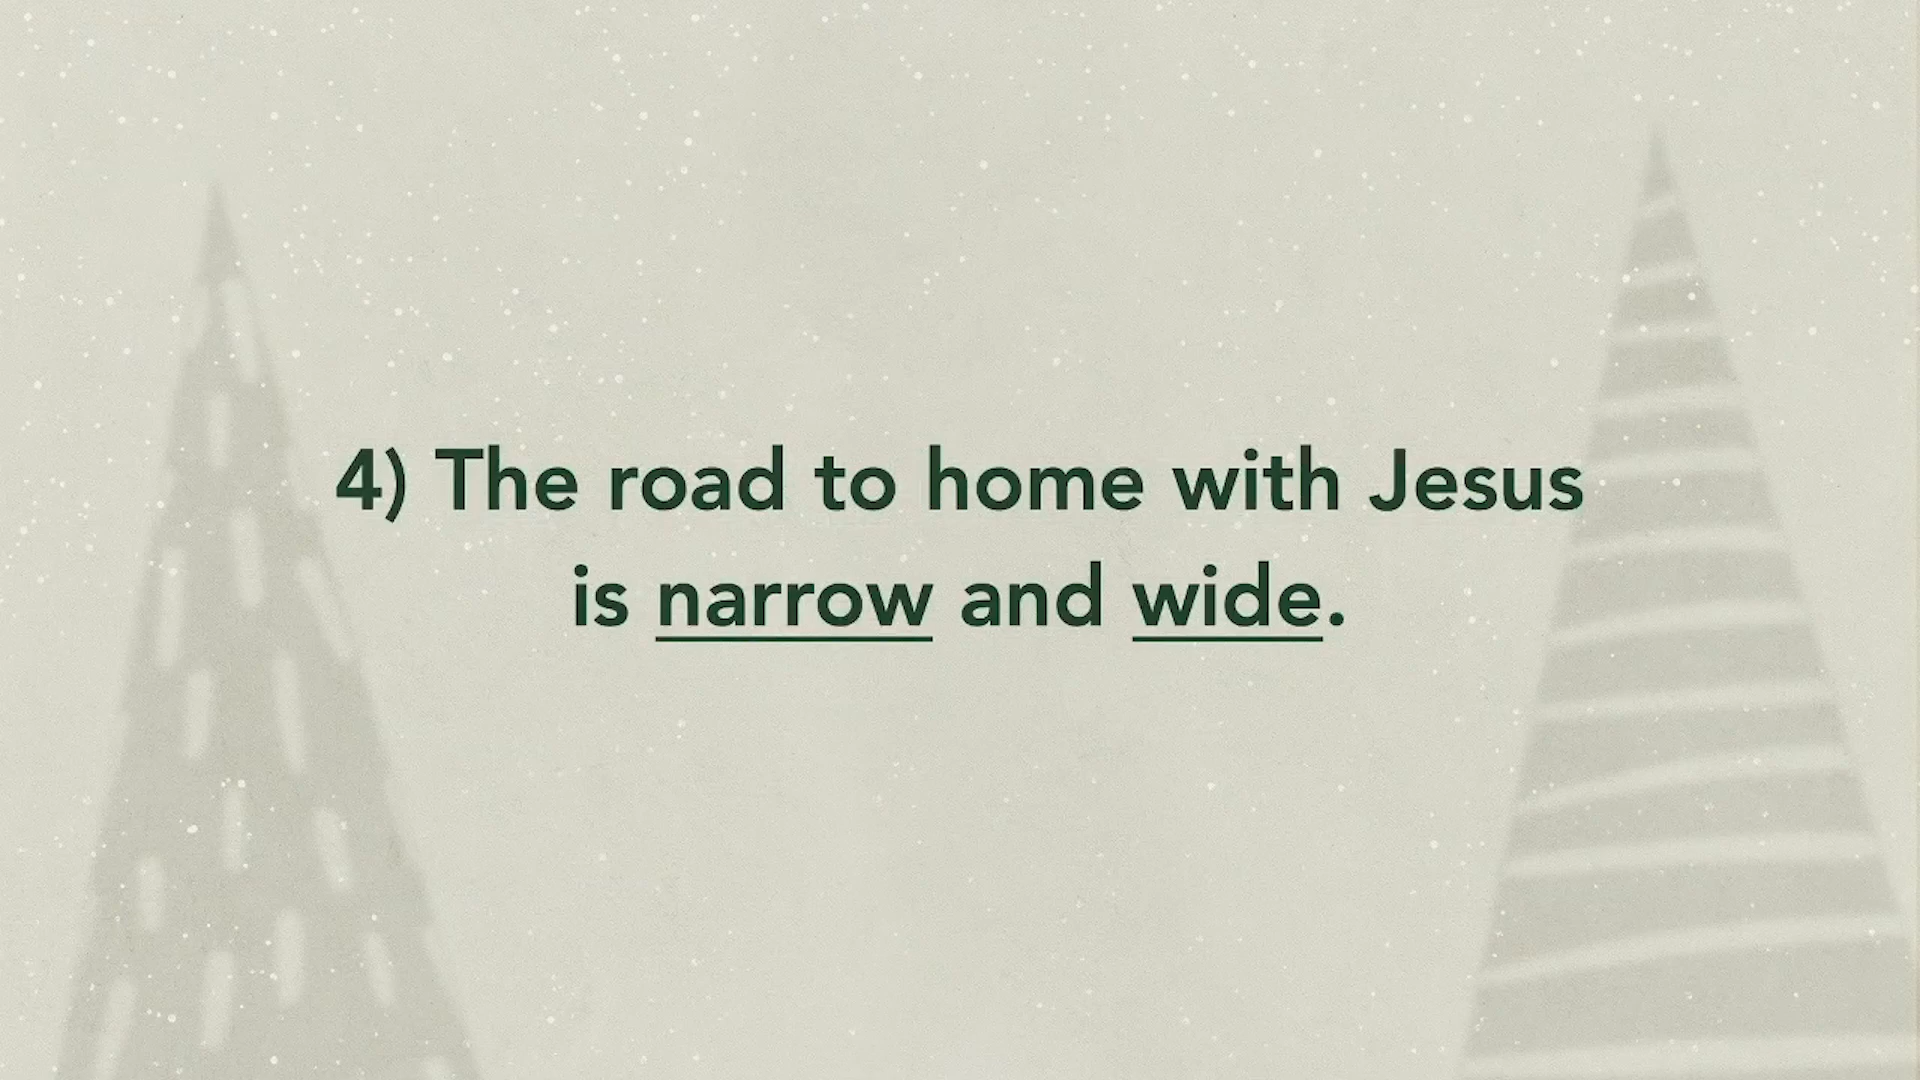 4) The road to home with Jesus
is narrow and wide.